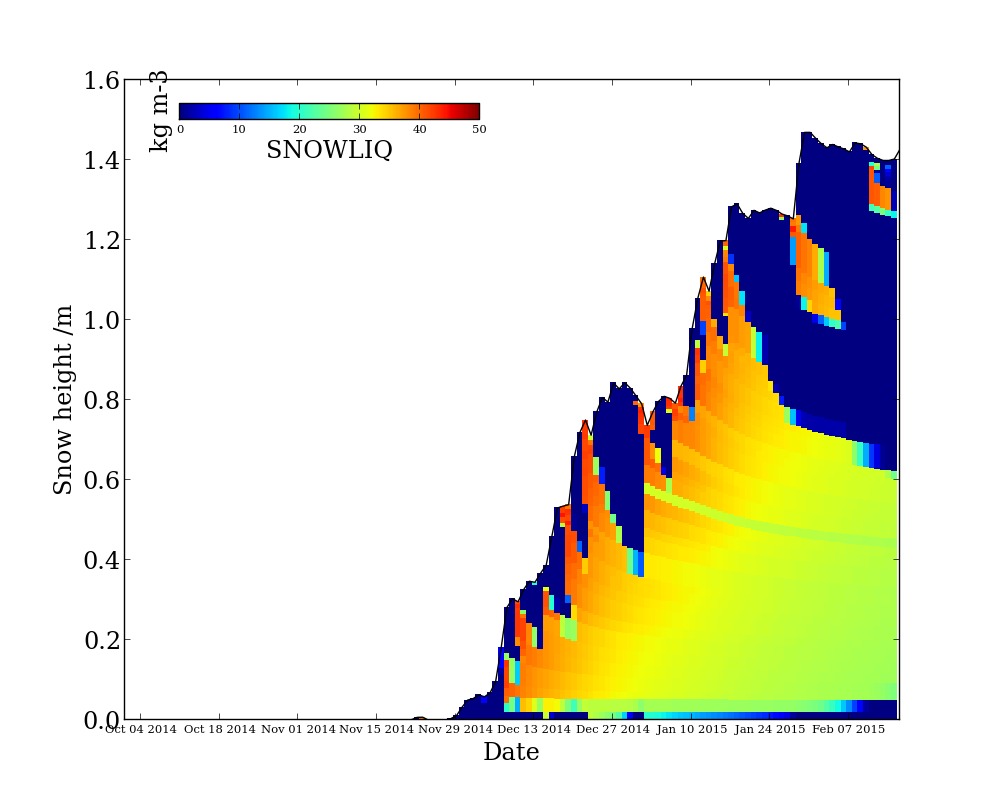 1.6
1.4
1.2
1.0
0.8
0.6
0.4
0.2
0.0
Snow height /m
kg m-3
0 10 20 30 40 50
SNOWLIQ
Oct 04 2014 Oct 18 2014 Nov 01 2014 Nov 15 2014 Nov 29 2014 Dec 13 2014 Dec 27 2014 Jan 10 2015 Jan 24 2015 Feb 07 2015
Date